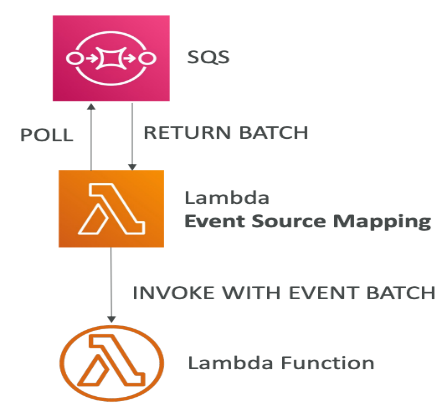 SQS
POLL
RETURN BATCH
Lambda
Event Source Mapping
INVOKE WITH EVENT BATCH
Lambda Function